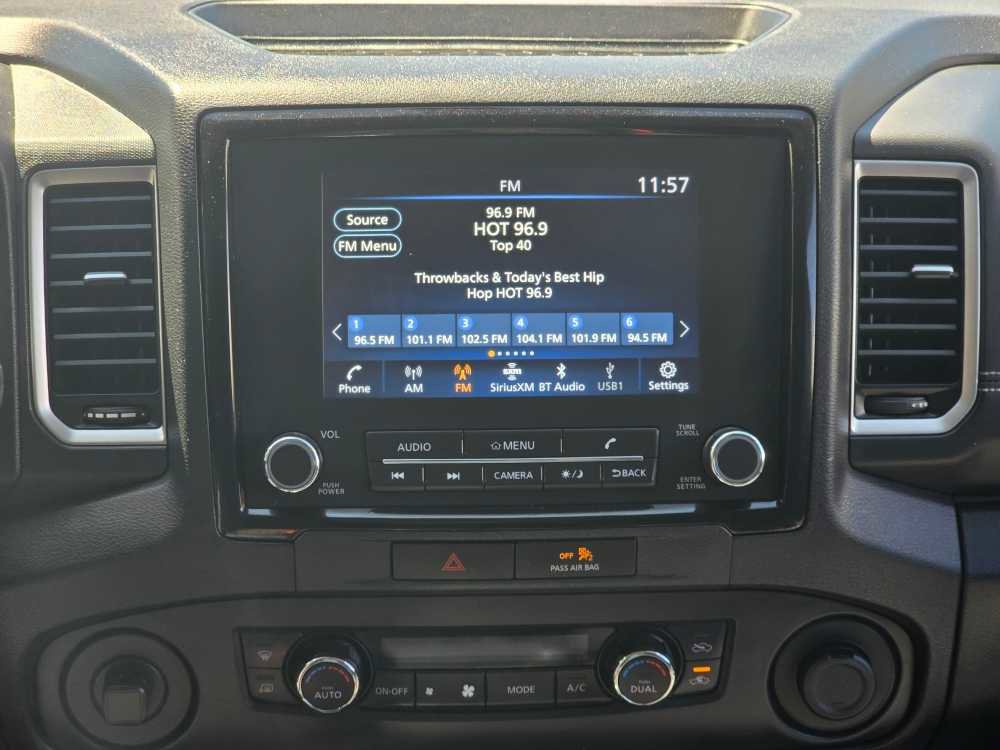 FM
11:57
Source
FM Menu
96.9 FM
HOT 96.9
Top 40
Throwbacks & Today's Best Hip
Hop HOT 96.9
1 2 3 4 5 6
96.5 FM 101.1 FM 102.5 FM 104.1 FM 101.9 FM 94.5 FM
Phone AM FM SiriusXM BT Audio USB1 Settings
VOL
PUSH
POWER
AUDIO MENU
CAMERA BACK
TUNE
SCROLL
ENTER
SETTING
OFF
PASS AIR BAG
AUTO
ON·OFF
MODE
A/C
DUAL